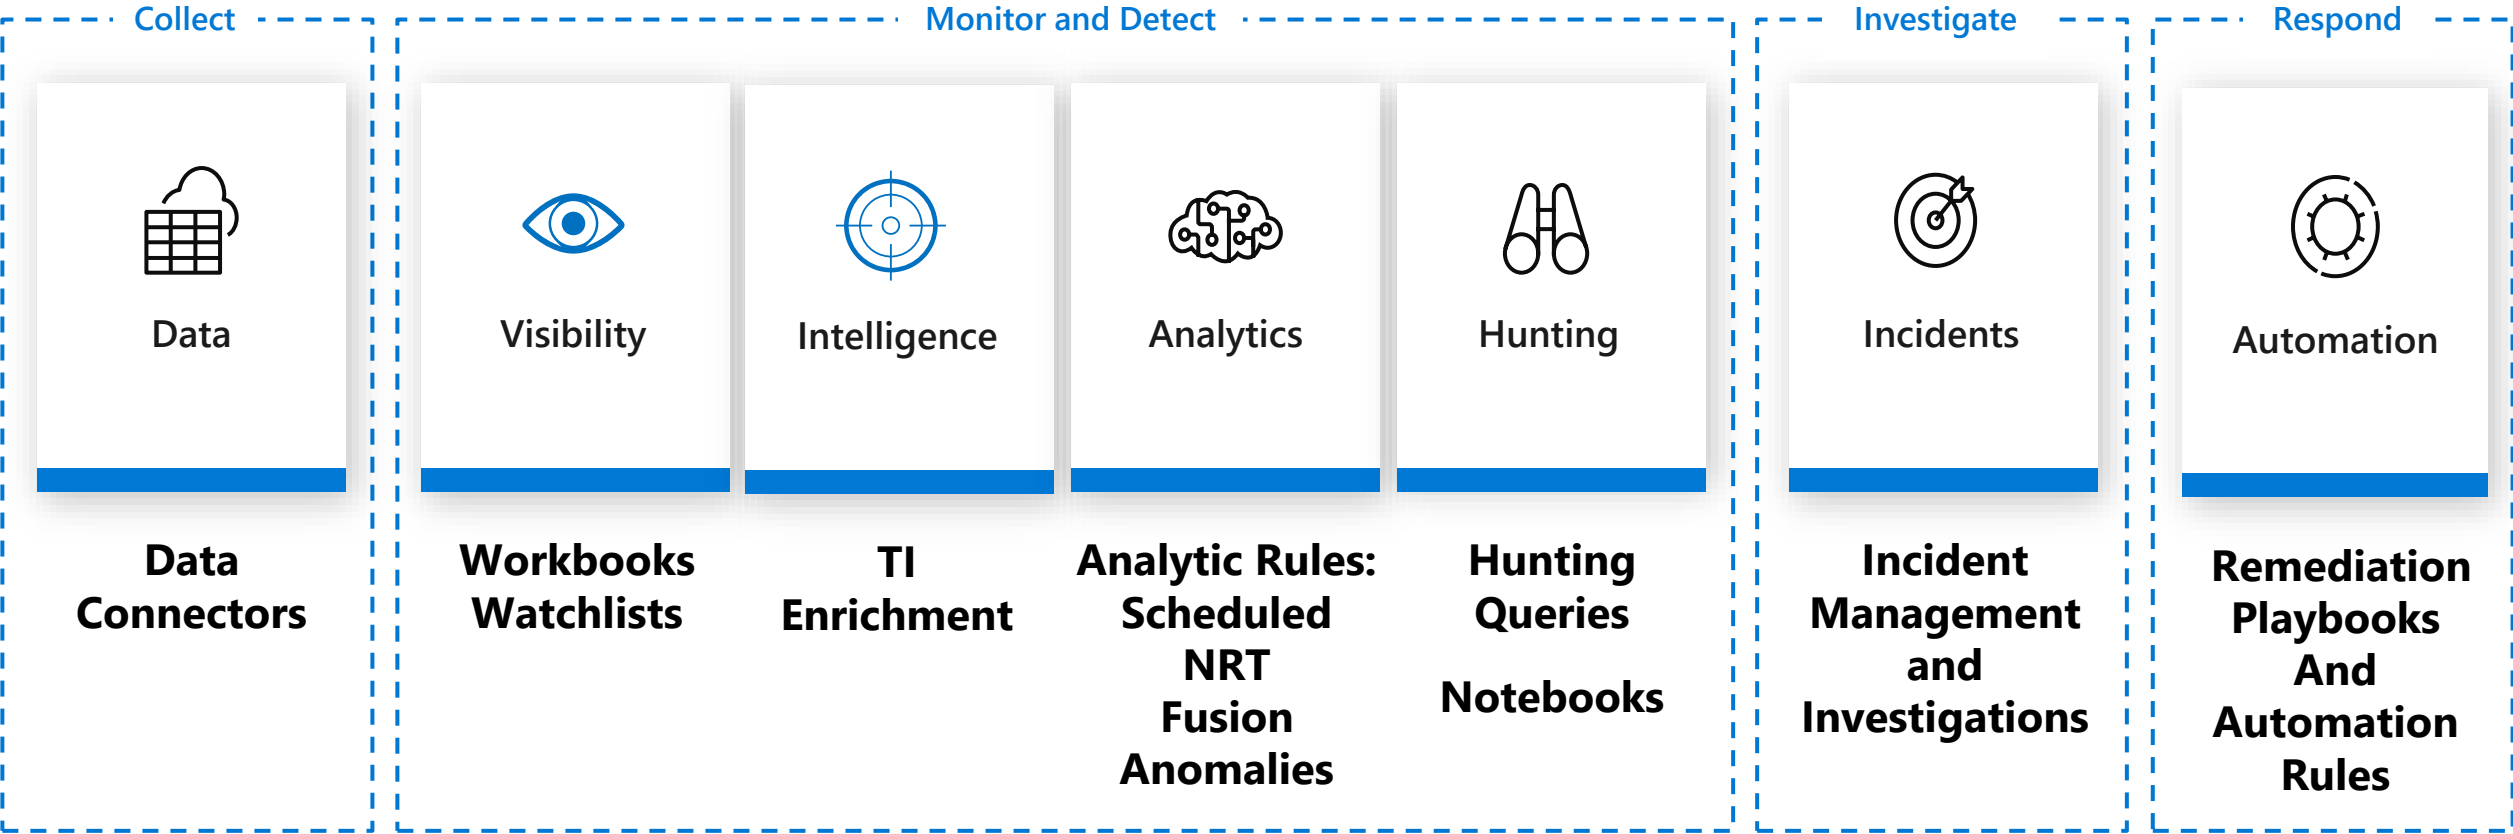 Collect
Monitor and Detect
Investigate
Respond
Data
Visibility
Intelligence
Analytics
Hunting
Incidents
Automation
Data
Connectors
Workbooks
Watchlists
TI
Enrichment
Analytic Rules:
Scheduled
NRT
Fusion
Anomalies
Hunting
Queries
Notebooks
Incident
Management
and
Investigations
Remediation
Playbooks
And
Automation
Rules